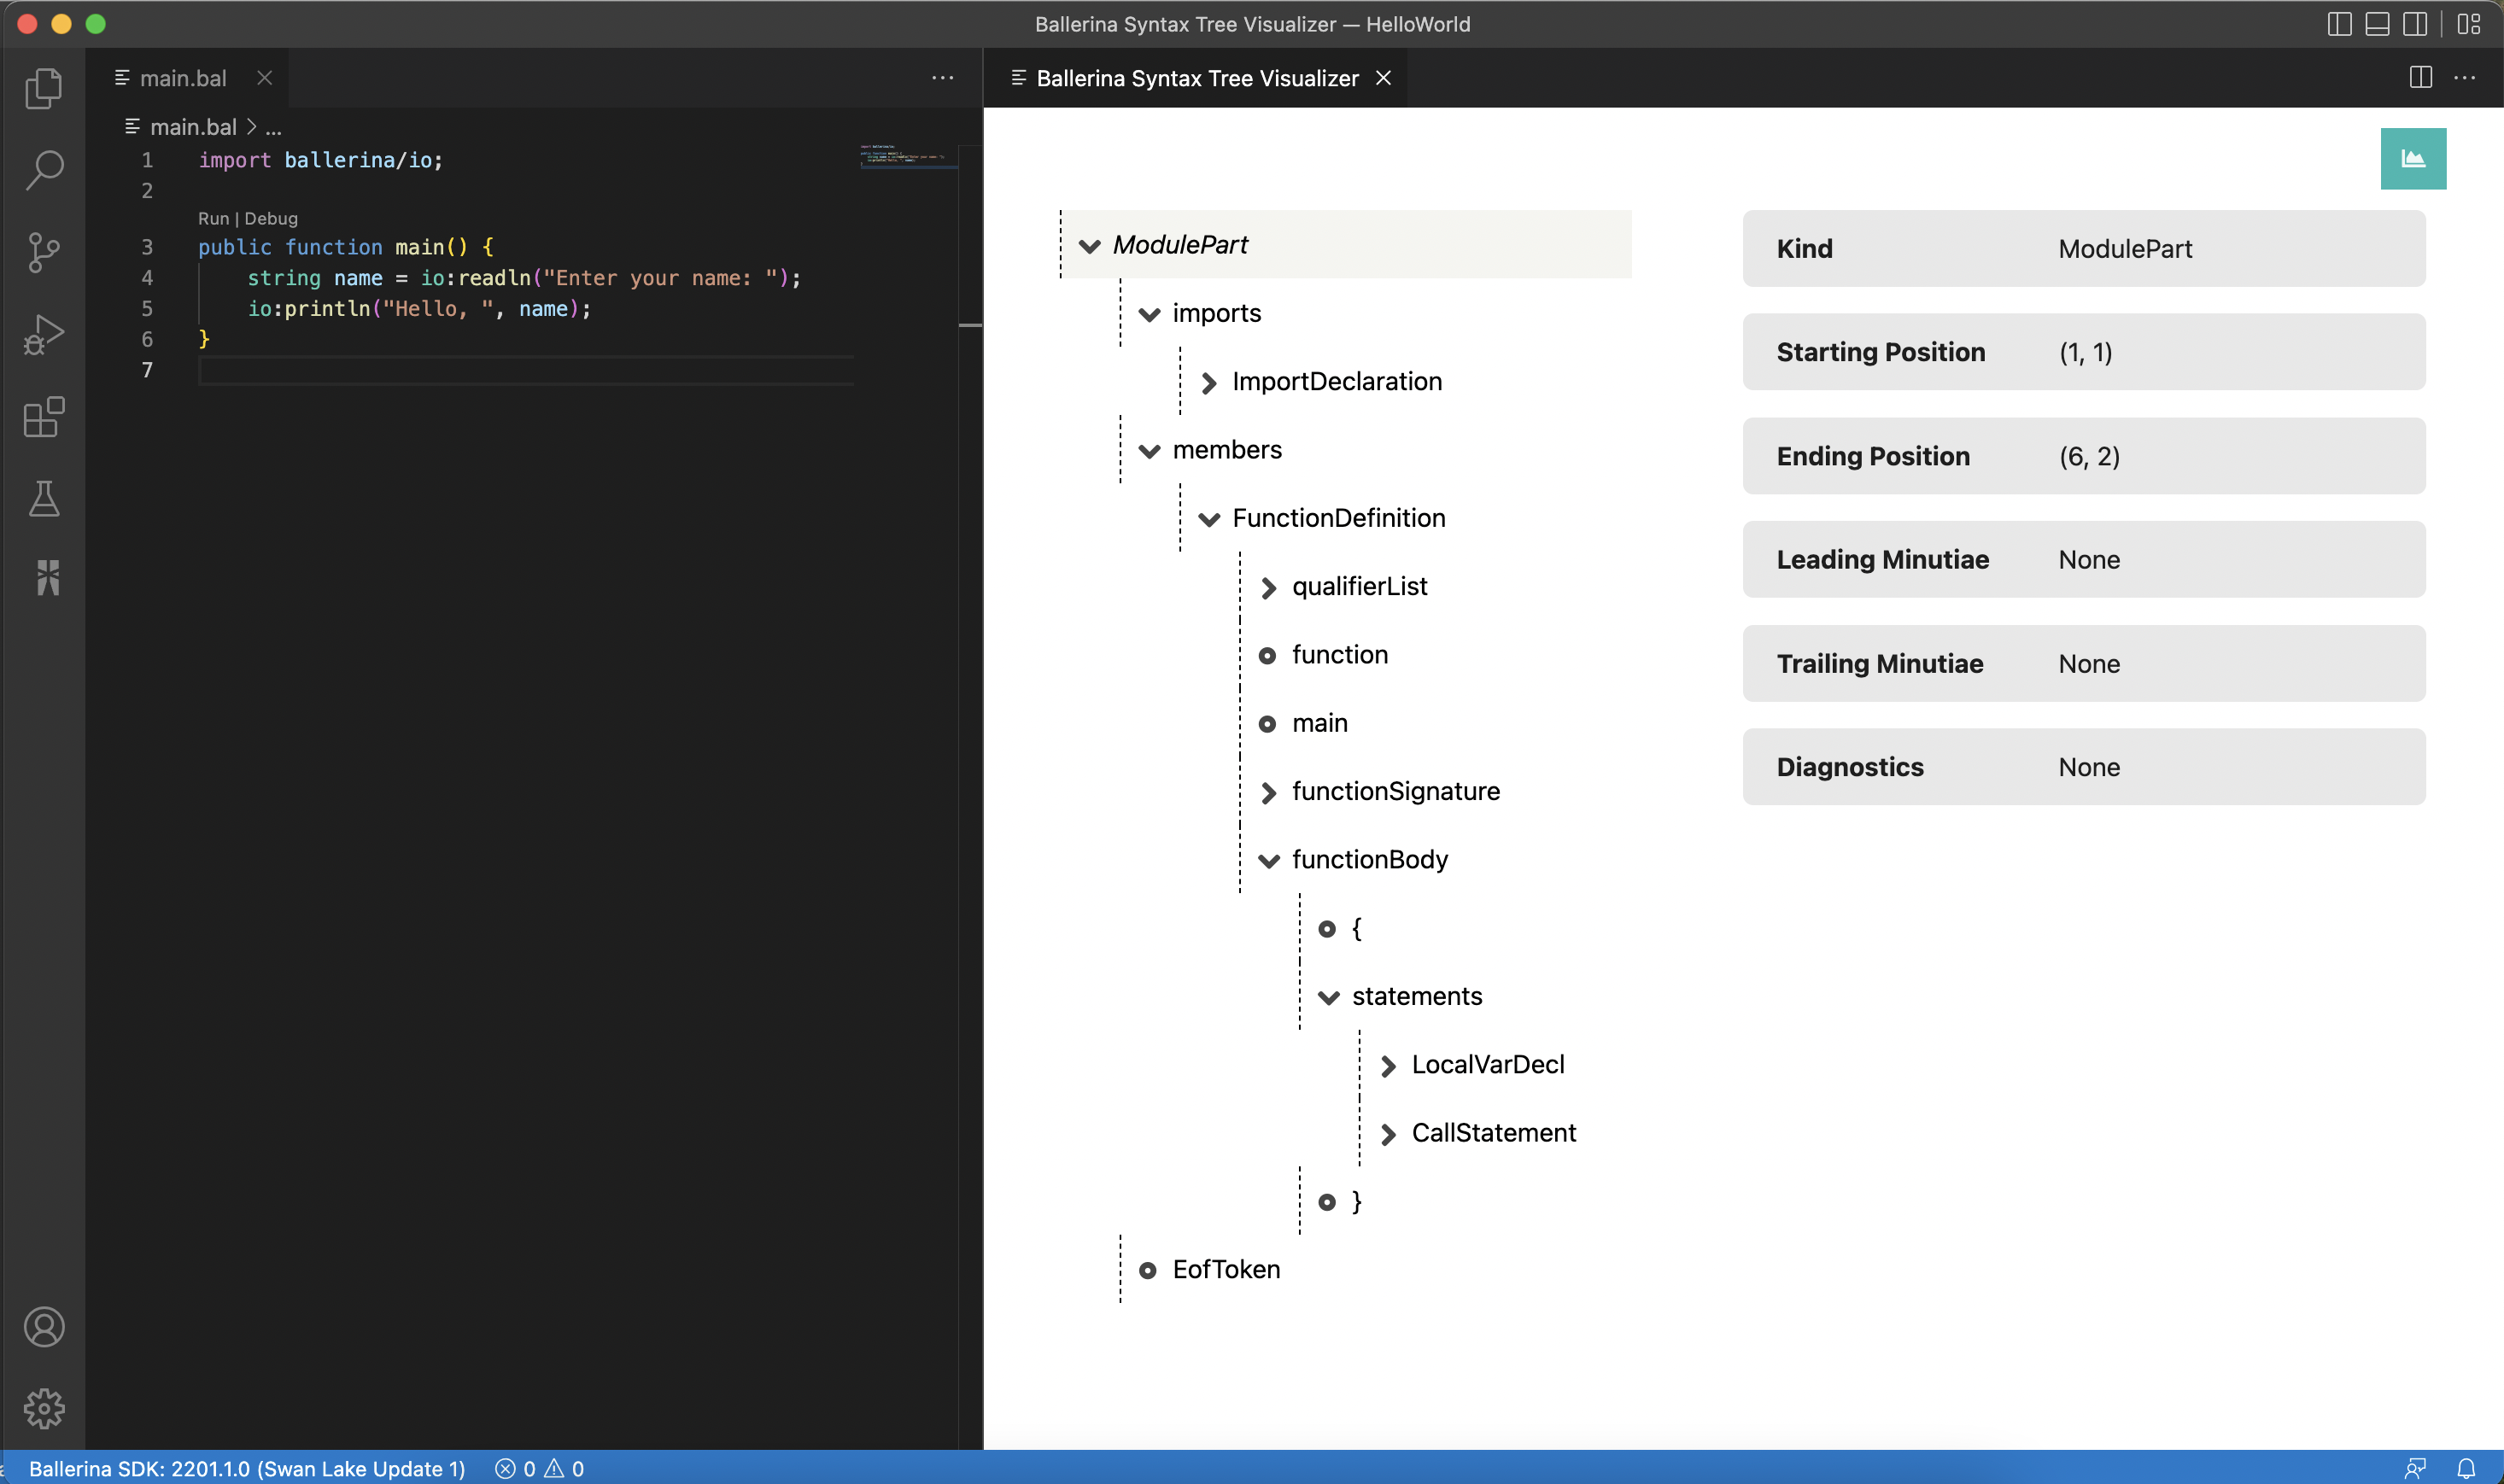 Ballerina Syntax Tree Visualizer — HelloWorld
main.bal
Ballerina Syntax Tree Visualizer
main.bal > ...
1 import ballerina/io;
2
Run | Debug
3 public function main() {
4 string name = io:readln("Enter your name: ");
5 io:println("Hello, ", name);
6 }
7
ModulePart
imports
ImportDeclaration
members
FunctionDefinition
qualifierList
function
main
functionSignature
functionBody
{
statements
LocalVarDecl
CallStatement
}
EofToken
Kind ModulePart
Starting Position (1, 1)
Ending Position (6, 2)
Leading Minutiae None
Trailing Minutiae None
Diagnostics None
Ballerina SDK: 2201.1.0 (Swan Lake Update 1) 0 0